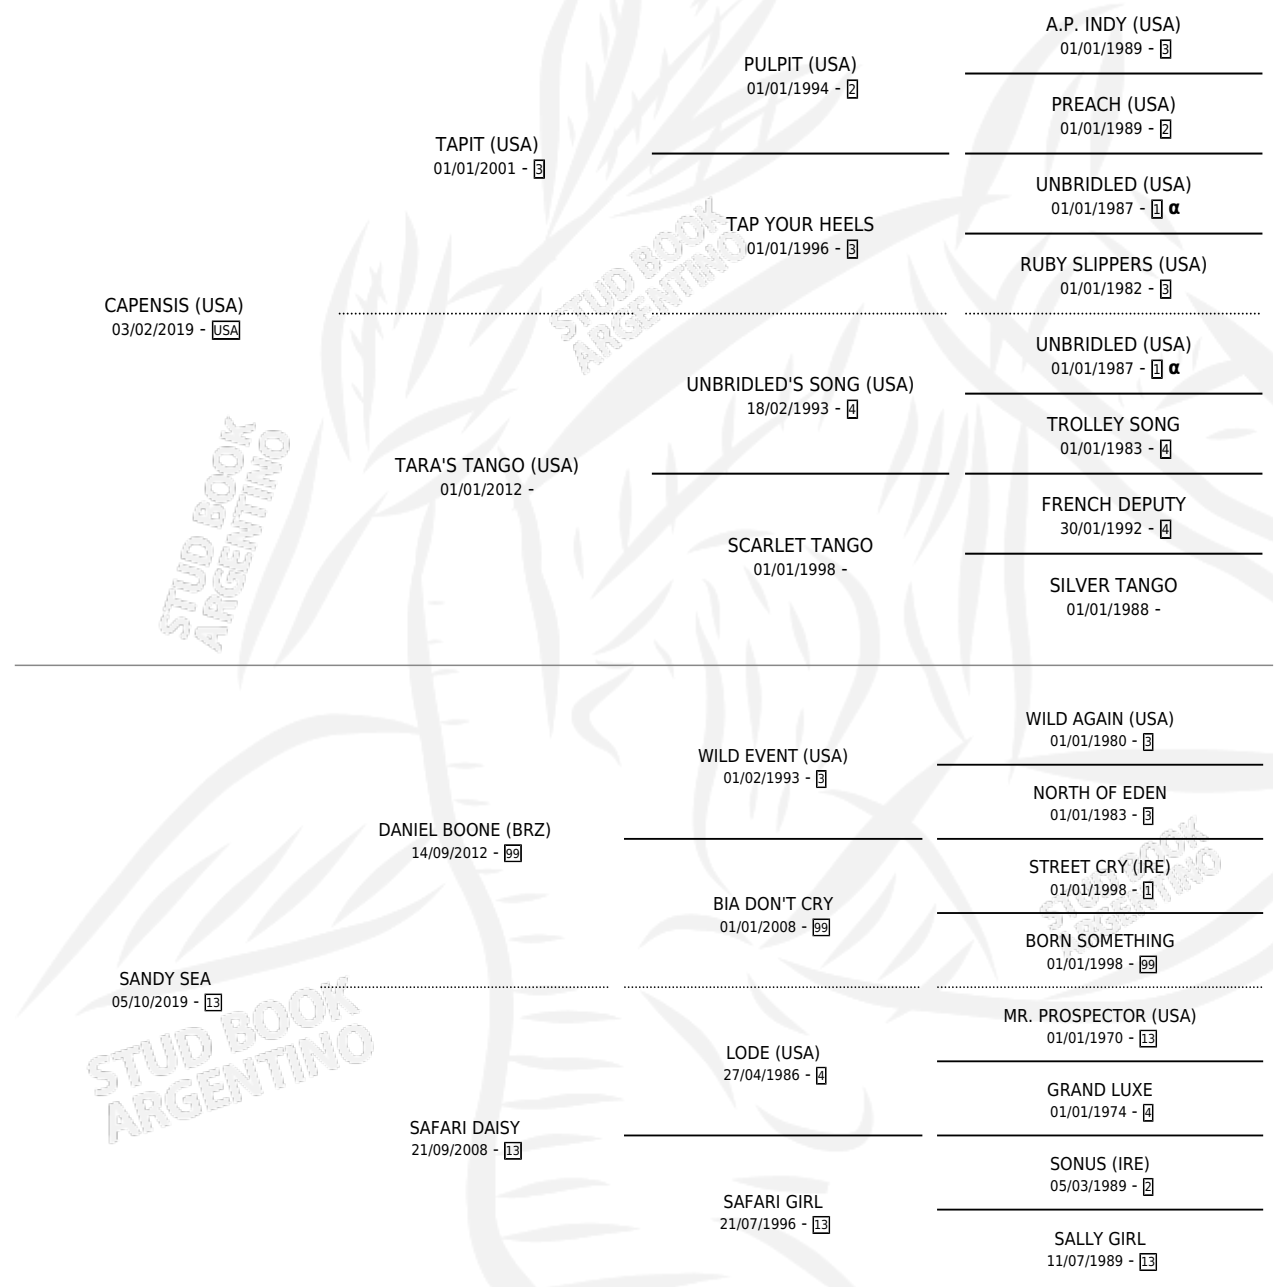 A.P. INDY (USA)
01/01/1989 - 3
PULPIT (USA)
01/01/1994 - 2
PREACH (USA)
01/01/1989 - 2
TAPIT (USA)
01/01/2001 - 3
UNBRIDLED (USA)
01/01/1987 - 1 α
TAP YOUR HEELS
01/01/1996 - 3
RUBY SLIPPERS (USA)
01/01/1982 - 3
CAPENSIS (USA)
03/02/2019 - USA
UNBRIDLED (USA)
01/01/1987 - 1 α
UNBRIDLED'S SONG (USA)
18/02/1993 - 4
TROLLEY SONG
01/01/1983 - 4
TARA'S TANGO (USA)
01/01/2012 -
FRENCH DEPUTY
30/01/1992 - 4
SCARLET TANGO
01/01/1998 -
SILVER TANGO
01/01/1988 -
WILD AGAIN (USA)
01/01/1980 - 3
WILD EVENT (USA)
01/02/1993 - 3
NORTH OF EDEN
01/01/1983 - 3
DANIEL BOONE (BRZ)
14/09/2012 - 99
STREET CRY (IRE)
01/01/1998 - 1
BIA DON'T CRY
01/01/2008 - 99
BORN SOMETHING
01/01/1998 - 99
SANDY SEA
05/10/2019 - 13
MR. PROSPECTOR (USA)
01/01/1970 - 13
LODE (USA)
27/04/1986 - 4
GRAND LUXE
01/01/1974 - 4
SAFARI DAISY
21/09/2008 - 13
SONUS (IRE)
05/03/1989 - 2
SAFARI GIRL
21/07/1996 - 13
SALLY GIRL
11/07/1989 - 13
STUD BOOK
ARGENTINO
STUD BOOK
ARGENTINO
STUD BOOK
ARGENTINO
STUD BOOK
ARGENTINO